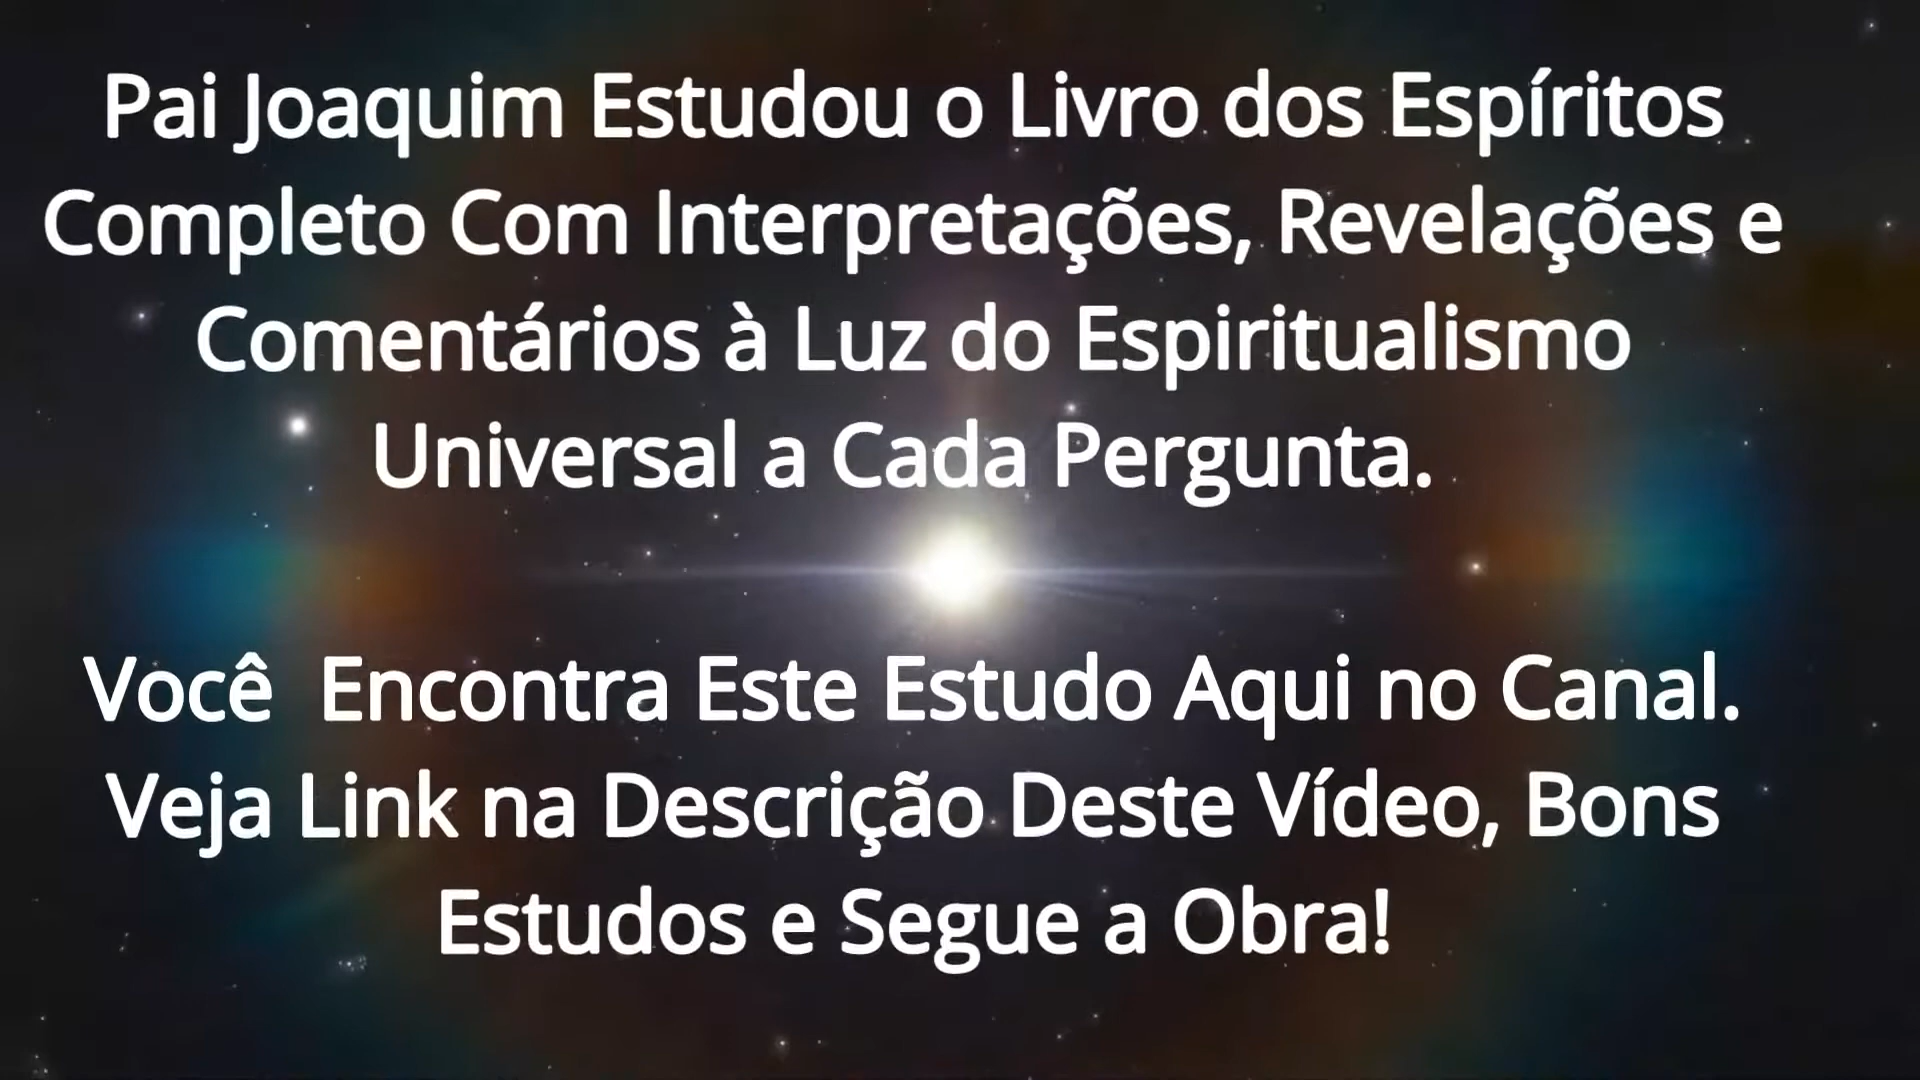 Pai Joaquim Estudou o Livro dos Espíritos
Completo Com Interpretações, Revelações e
Comentários à Luz do Espiritualismo
Universal a Cada Pergunta.
Você  Encontra Este Estudo Aqui no Canal.
Veja Link na Descrição Deste Vídeo, Bons
Estudos e Segue a Obra!